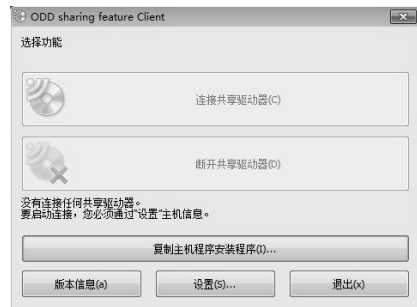 ODD sharing feature Client
选择功能
连接共享驱动器(C)
断开共享驱动器(D)
没有连接任何共享驱动器。
要启动连接，您必须通过"设置"主机信息。
复制主机程序安装程序(I)...
版本信息(a)
设置(S)...
退出(x)